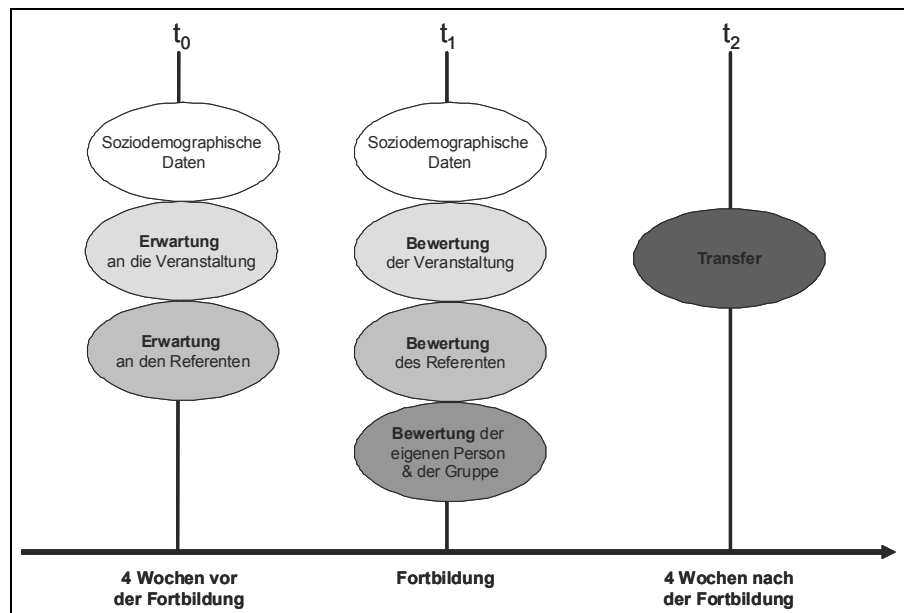 t0
t1
t2
Soziodemographische
Daten
Erwartung
an die Veranstaltung
Erwartung
an den Referenten
Soziodemographische
Daten
Bewertung
der Veranstaltung
Bewertung
des Referenten
Bewertung der
eigenen Person
& der Gruppe
Transfer
4 Wochen vor
der Fortbildung
Fortbildung
4 Wochen nach
der Fortbildung